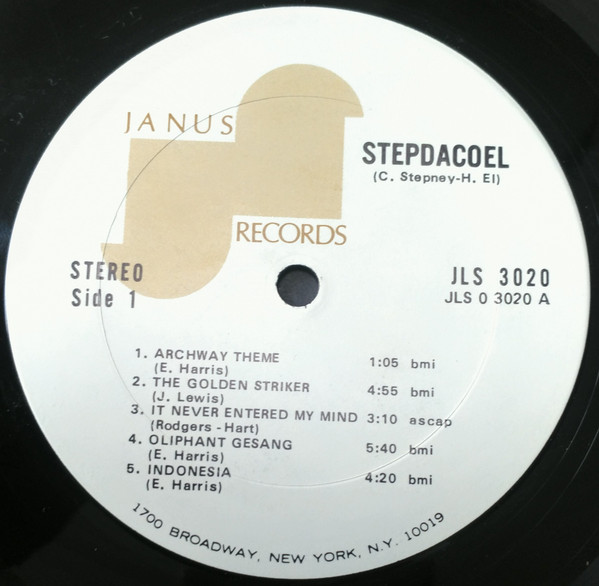 JANUS
RECORDS
STEPDACOEL
(C. Stepney-H. El)
STEREO
Side 1
JLS 3020
JLS 0 3020 A
1. ARCHWAY THEME 1:05 bmi
(E. Harris)
2. THE GOLDEN STRIKER 4:55 bmi
(J. Lewis)
3. IT NEVER ENTERED MY MIND 3:10 ascap
(Rodgers - Hart)
4. OLIPHANT GESANG 5:40 bmi
(E. Harris)
5. INDONESIA 4:20 bmi
(E. Harris)
1700 BROADWAY, NEW YORK, N.Y. 10019